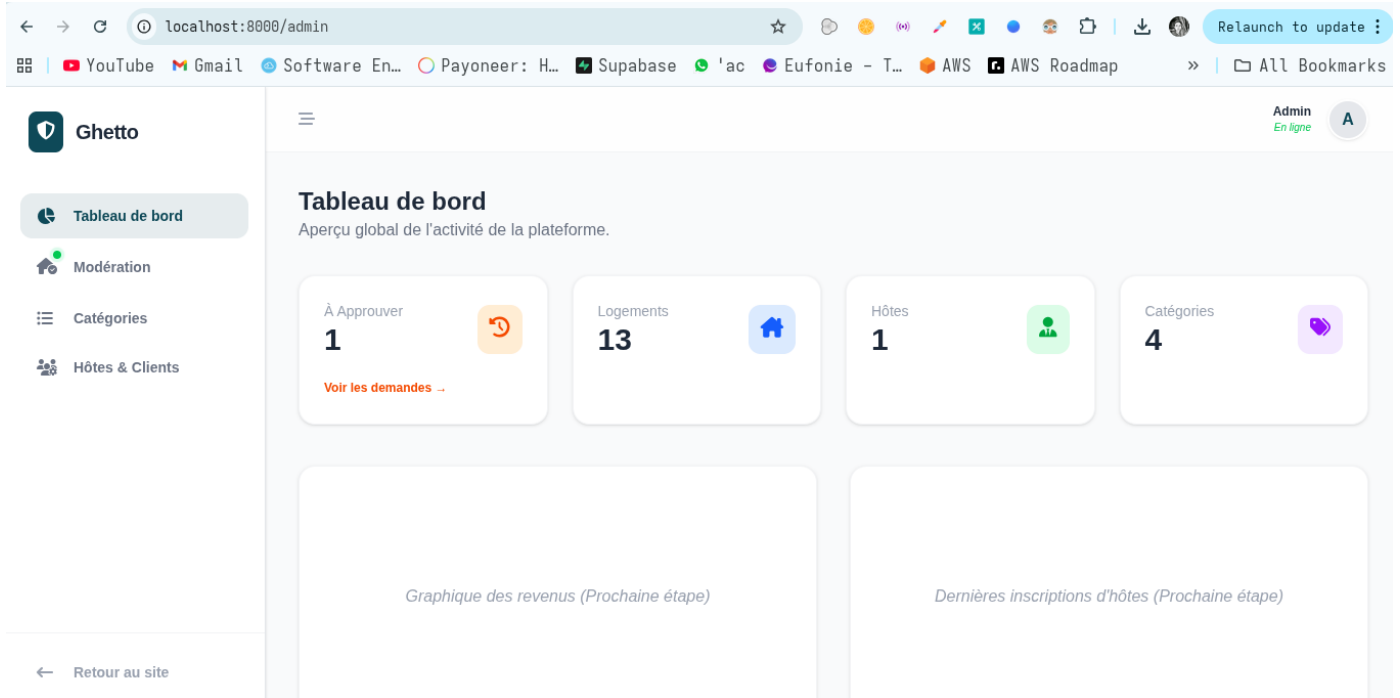 localhost:8000/admin
Relaunch to update
YouTube Gmail Software En… Payoneer: H… Supabase 'ac Eufonie – T… AWS AWS Roadmap » All Bookmarks
Ghetto
Admin
En ligne
A
Tableau de bord
Modération
Catégories
Hôtes & Clients
Retour au site
Tableau de bord
Aperçu global de l'activité de la plateforme.
À Approuver
1
Voir les demandes →
Logements
13
Hôtes
1
Catégories
4
Graphique des revenus (Prochaine étape)
Dernières inscriptions d'hôtes (Prochaine étape)